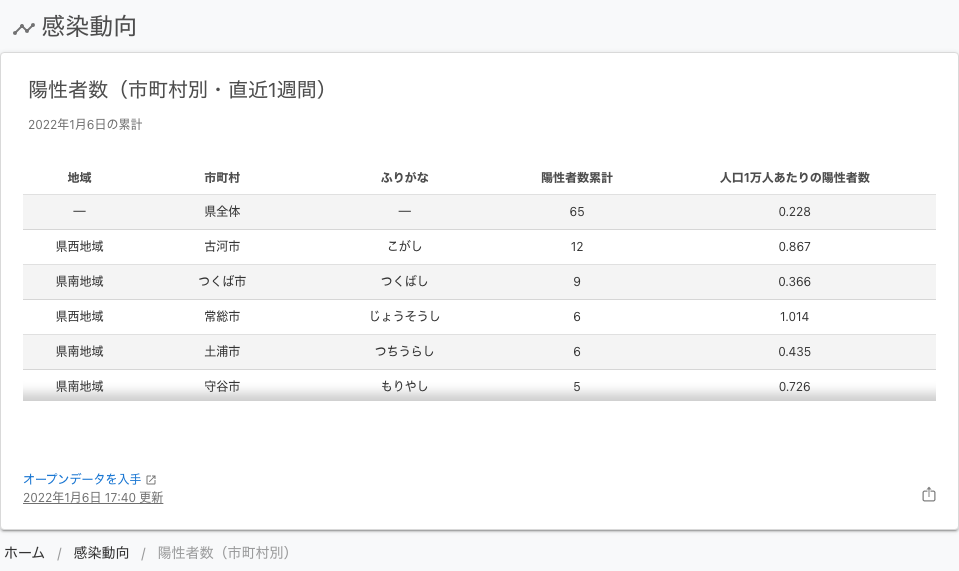 感染動向
陽性者数（市町村別・直近1週間）
2022年1月6日の累計
地域 市町村 ふりがな 陽性者数累計 人口1万人あたりの陽性者数
— 県全体 — 65 0.228
県西地域 古河市 こがし 12 0.867
県南地域 つくば市 つくばし 9 0.366
県西地域 常総市 じょうそうし 6 1.014
県南地域 土浦市 つちうらし 6 0.435
県南地域 守谷市 もりやし 5 0.726
オープンデータを入手
2022年1月6日 17:40 更新
ホーム / 感染動向 / 陽性者数（市町村別）